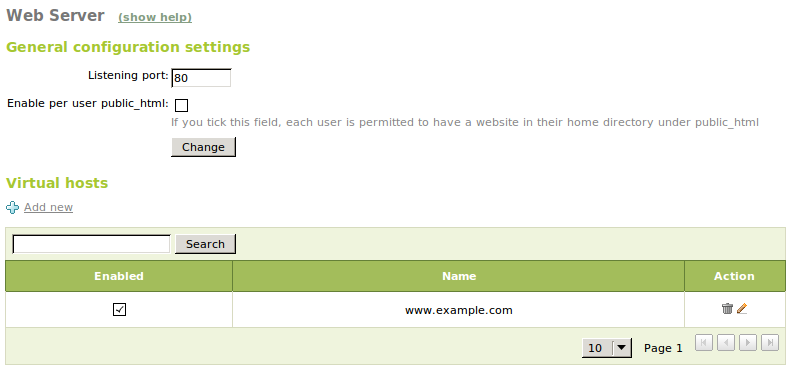 Web Server (show help)
General configuration settings
Listening port: 80
Enable per user public_html:
If you tick this field, each user is permitted to have a website in their home directory under public_html
Change
Virtual hosts
Add new
Search
Enabled Name Action
www.example.com
10 Page 1